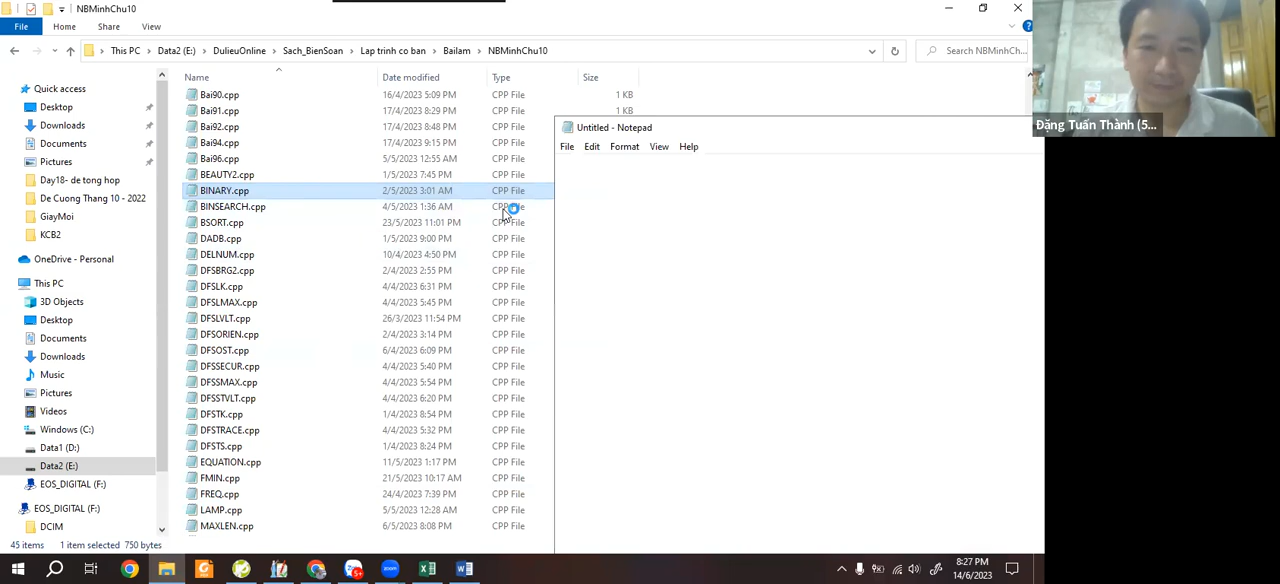 NBMinhChu10
File Home Share View
This PC Data2 (E:) DulieuOnline Sach_BienSoan Lap trinh co ban Bailam NBMinhChu10
Search NBMinhCh...
Name Date modified Type Size
Quick access
Desktop
Downloads
Documents
Pictures
Day18- de tong hop
De Cuong Thang 10 - 2022
GiayMoi
KCB2
OneDrive - Personal
This PC
3D Objects
Desktop
Documents
Downloads
Music
Pictures
Videos
Windows (C:)
Data1 (D:)
Data2 (E:)
EOS_DIGITAL (F:)
EOS_DIGITAL (F:)
DCIM
Bai90.cpp 16/4/2023 5:09 PM CPP File 1 KB
Bai91.cpp 17/4/2023 8:29 PM CPP File 1 KB
Bai92.cpp 17/4/2023 8:48 PM CPP File
Bai94.cpp 17/4/2023 9:15 PM CPP File
Bai96.cpp 5/5/2023 12:55 AM CPP File
BEAUTY2.cpp 1/5/2023 7:45 PM CPP File
BINARY.cpp 2/5/2023 3:01 AM CPP File
BINSEARCH.cpp 4/5/2023 1:36 AM CPP File
BSORT.cpp 23/5/2023 11:01 PM CPP File
DADB.cpp 1/5/2023 9:00 PM CPP File
DELNUM.cpp 10/4/2023 4:50 PM CPP File
DFSBRG2.cpp 2/4/2023 2:55 PM CPP File
DFSLK.cpp 4/4/2023 6:31 PM CPP File
DFSLMAX.cpp 4/4/2023 5:45 PM CPP File
DFSLVLT.cpp 26/3/2023 11:54 PM CPP File
DFSORIEN.cpp 2/4/2023 3:14 PM CPP File
DFSOST.cpp 6/4/2023 6:09 PM CPP File
DFSSECUR.cpp 4/4/2023 5:40 PM CPP File
DFSSMAX.cpp 4/4/2023 5:54 PM CPP File
DFSSTVLT.cpp 4/4/2023 6:20 PM CPP File
DFSTK.cpp 1/4/2023 8:54 PM CPP File
DFSTRACE.cpp 4/4/2023 5:32 PM CPP File
DFSTS.cpp 1/4/2023 8:24 PM CPP File
EQUATION.cpp 11/5/2023 1:17 PM CPP File
FMIN.cpp 21/5/2023 10:17 AM CPP File
FREQ.cpp 24/4/2023 7:39 PM CPP File
LAMP.cpp 5/5/2023 12:28 AM CPP File
MAXLEN.cpp 6/5/2023 8:08 PM CPP File
45 items 1 item selected 750 bytes
Untitled - Notepad
File Edit Format View Help
Đặng Tuấn Thành (5...
zoom
8:27 PM
14/6/2023